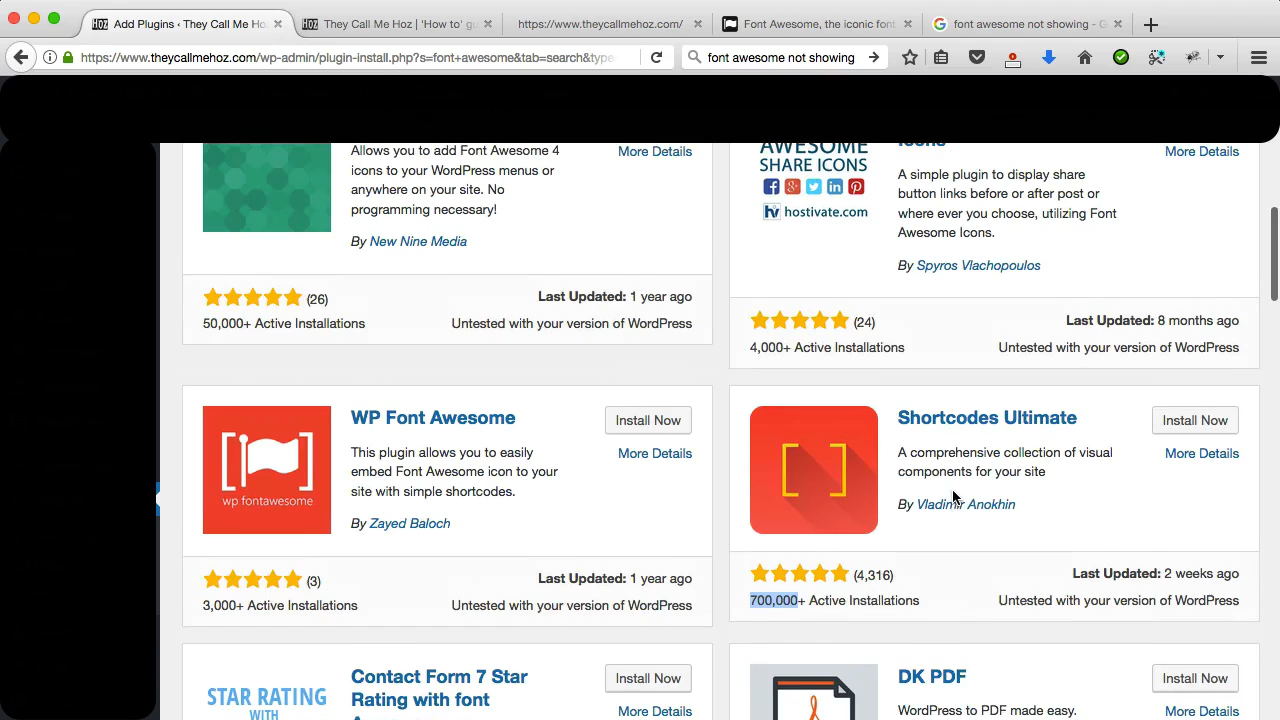 Add Plugins ‹ They Call Me Ho
They Call Me Hoz | 'How to' gu
https://www.theycallmehoz.com/
Font Awesome, the iconic font
font awesome not showing - G
https://www.theycallmehoz.com/wp-admin/plugin-install.php?s=font+awesome&tab=search&type=
font awesome not showing
Allows you to add Font Awesome 4
icons to your WordPress menus or
anywhere on your site. No
programming necessary!
By New Nine Media
More Details
(26)
Last Updated: 1 year ago
50,000+ Active Installations
Untested with your version of WordPress
AWESOME
SHARE ICONS
hv hostivate.com
Icons
A simple plugin to display share
button links before or after post or
where ever you choose, utilizing Font
Awesome Icons.
By Spyros Vlachopoulos
More Details
(24)
Last Updated: 8 months ago
4,000+ Active Installations
Untested with your version of WordPress
wp fontawesome
WP Font Awesome
This plugin allows you to easily
embed Font Awesome icon to your
site with simple shortcodes.
By Zayed Baloch
Install Now
More Details
(3)
Last Updated: 1 year ago
3,000+ Active Installations
Untested with your version of WordPress
Shortcodes Ultimate
A comprehensive collection of visual
components for your site
By Vladimir Anokhin
Install Now
More Details
(4,316)
Last Updated: 2 weeks ago
700,000+ Active Installations
Untested with your version of WordPress
STAR RATING
WITH
Contact Form 7 Star
Rating with font
Install Now
More Details
DK PDF
WordPress to PDF made easy.
Install Now
More Details